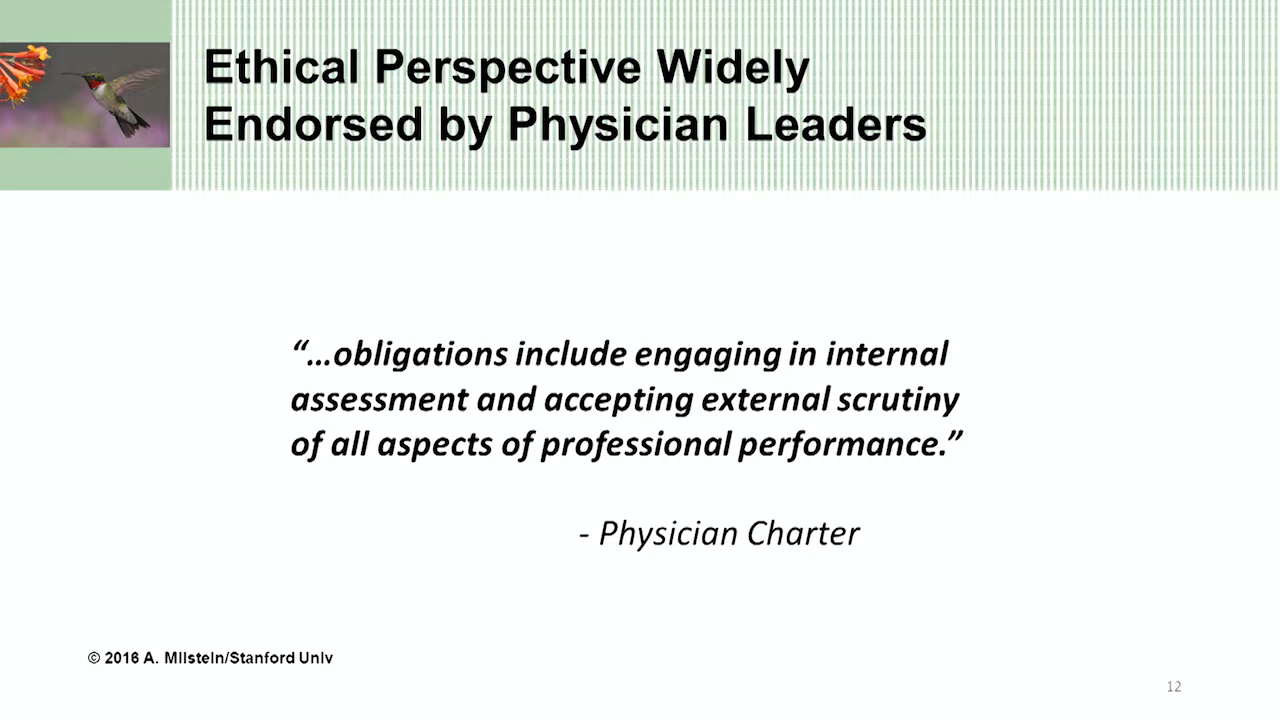 Ethical Perspective Widely
Endorsed by Physician Leaders
“…obligations include engaging in internal
assessment and accepting external scrutiny
of all aspects of professional performance.”
- Physician Charter
© 2016 A. Milstein/Stanford Univ
12